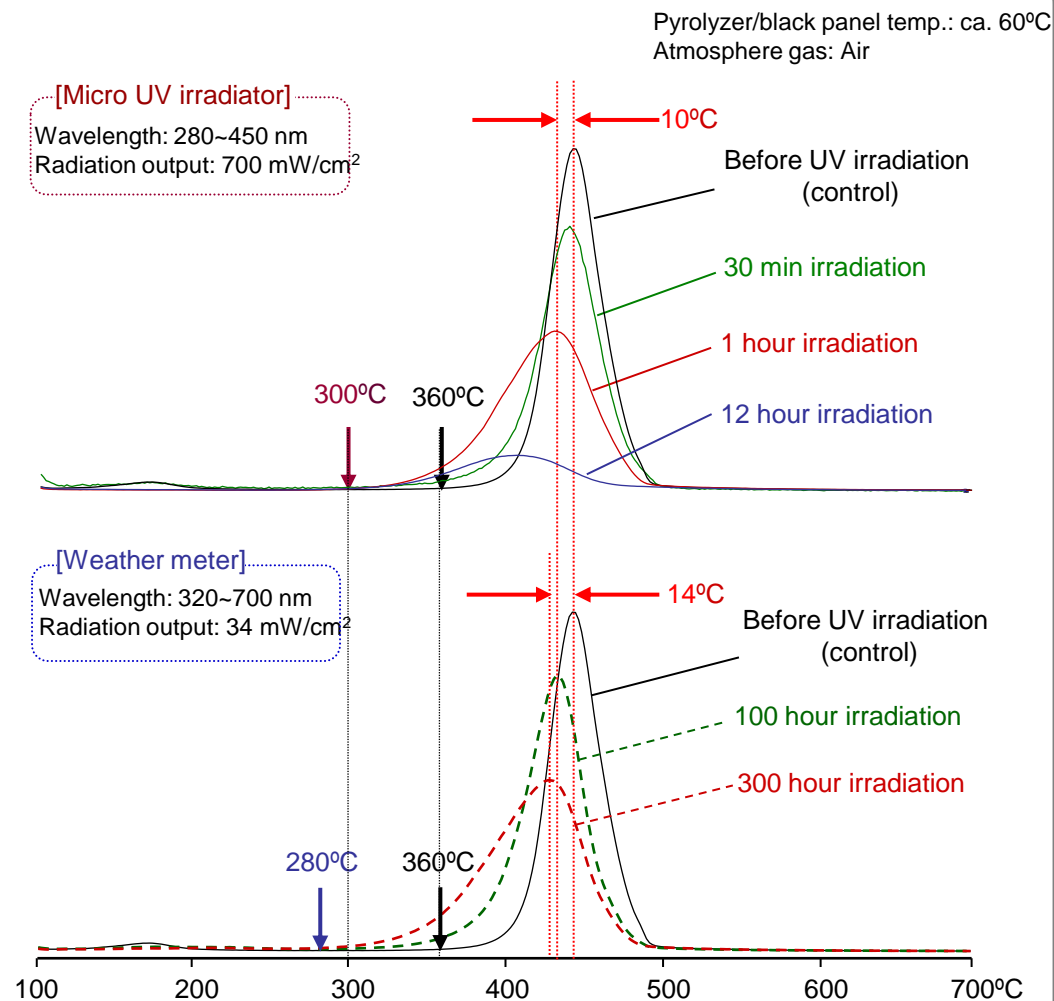 Pyrolyzer/black panel temp.: ca. 60ºC
Atmosphere gas: Air
[Micro UV irradiator]
Wavelength: 280~450 nm
Radiation output: 700 mW/cm²
10ºC
Before UV irradiation
(control)
30 min irradiation
1 hour irradiation
12 hour irradiation
300ºC
360ºC
[Weather meter]
Wavelength: 320~700 nm
Radiation output: 34 mW/cm²
14ºC
Before UV irradiation
(control)
100 hour irradiation
300 hour irradiation
280ºC
360ºC
100 200 300 400 500 600 700ºC